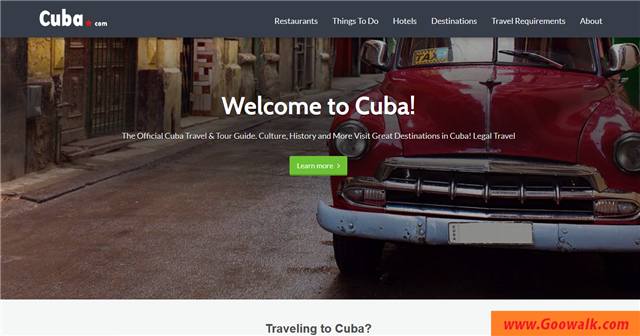 Cuba.com
Restaurants Things To Do Hotels Destinations Travel Requirements About
Welcome to Cuba!
The Official Cuba Travel & Tour Guide. Culture, History and More Visit Great Destinations in Cuba! Legal Travel
Learn more >
Traveling to Cuba?
www.Goowalk.com